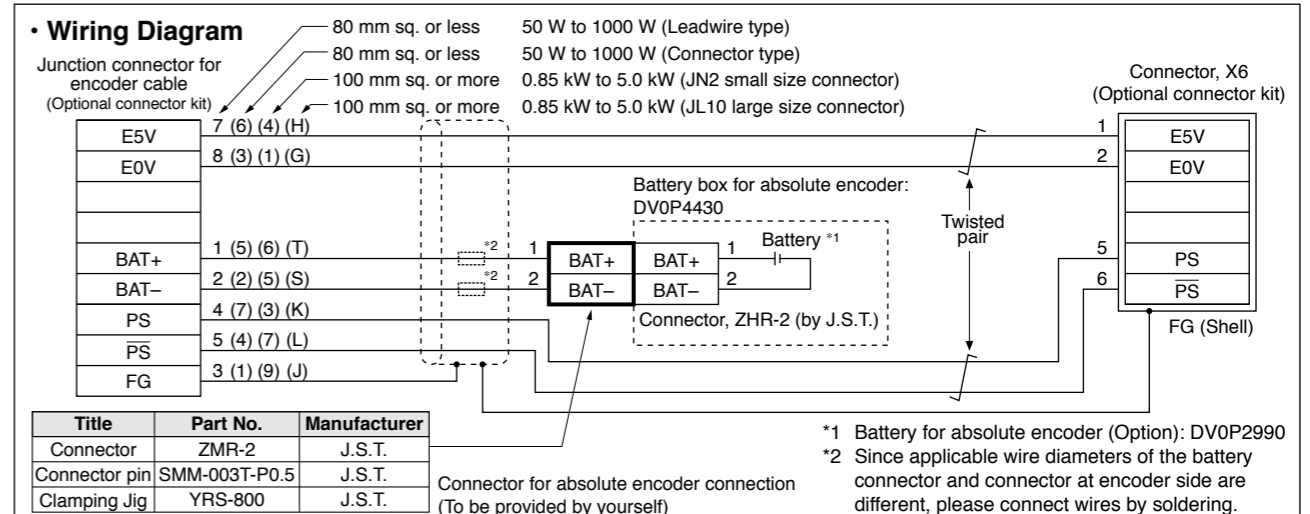 • Wiring Diagram
80 mm sq. or less 50 W to 1000 W (Leadwire type)
80 mm sq. or less 50 W to 1000 W (Connector type)
100 mm sq. or more 0.85 kW to 5.0 kW (JN2 small size connector)
100 mm sq. or more 0.85 kW to 5.0 kW (JL10 large size connector)
Junction connector for
encoder cable
(Optional connector kit)
Connector, X6
(Optional connector kit)
E5V 7 (6) (4) (H) 1 E5V
E0V 8 (3) (1) (G) 2 E0V
Battery box for absolute encoder:
DV0P4430
Twisted
pair
BAT+ 1 (5) (6) (T) *2 1 BAT+ BAT+ 1 Battery *1 5 PS
BAT– 2 (2) (5) (S) *2 2 BAT– BAT– 2 6 P̅S̅
PS 4 (7) (3) (K) Connector, ZHR-2 (by J.S.T.) FG (Shell)
P̅S̅ 5 (4) (7) (L)
FG 3 (1) (9) (J)
Title Part No. Manufacturer
Connector ZMR-2 J.S.T.
Connector pin SMM-003T-P0.5 J.S.T.
Clamping Jig YRS-800 J.S.T.
Connector for absolute encoder connection
(To be provided by yourself)
*1 Battery for absolute encoder (Option): DV0P2990
*2 Since applicable wire diameters of the battery
connector and connector at encoder side are
different, please connect wires by soldering.